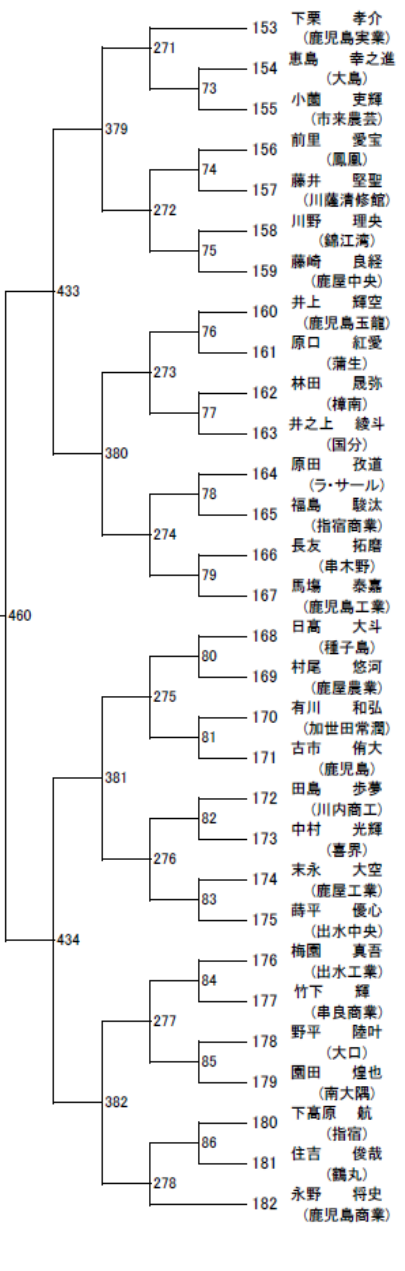 153 下栗 孝介
(鹿児島実業)
271
154 恵島 幸之進
(大島)
73
155 小薗 吏輝
(市来農芸)
379
156 前里 愛宝
(鳳凰)
74
157 藤井 堅聖
(川薩清修館)
272
158 川野 理央
(錦江湾)
75
159 藤崎 良経
(鹿屋中央)
433
160 井上 輝空
(鹿児島玉龍)
76
161 原口 紅愛
(蒲生)
273
162 林田 晟弥
(樟南)
77
163 井之上 綾斗
(国分)
380
164 原田 孜道
(ラ・サール)
78
165 福島 駿汰
(指宿商業)
274
166 長友 拓磨
(串木野)
79
167 馬塲 泰嘉
(鹿児島工業)
460
168 日髙 大斗
(種子島)
80
169 村尾 悠河
(鹿屋農業)
275
170 有川 和弘
(加世田常潤)
81
171 古市 侑大
(鹿児島)
381
172 田島 歩夢
(川内商工)
82
173 中村 光輝
(喜界)
276
174 末永 大空
(鹿屋工業)
83
175 蒔平 優心
(出水中央)
434
176 梅園 真吾
(出水工業)
84
177 竹下 輝
(串良商業)
277
178 野平 陸叶
(大口)
85
179 園田 煌也
(南大隅)
382
180 下高原 航
(指宿)
86
181 住吉 俊哉
(鶴丸)
278
182 永野 将史
(鹿児島商業)